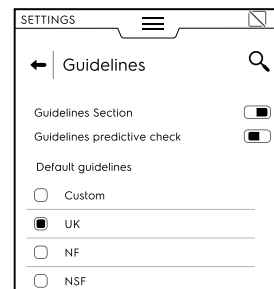 SETTINGS
Guidelines
Guidelines Section
Guidelines predictive check
Default guidelines
Custom
UK
NF
NSF